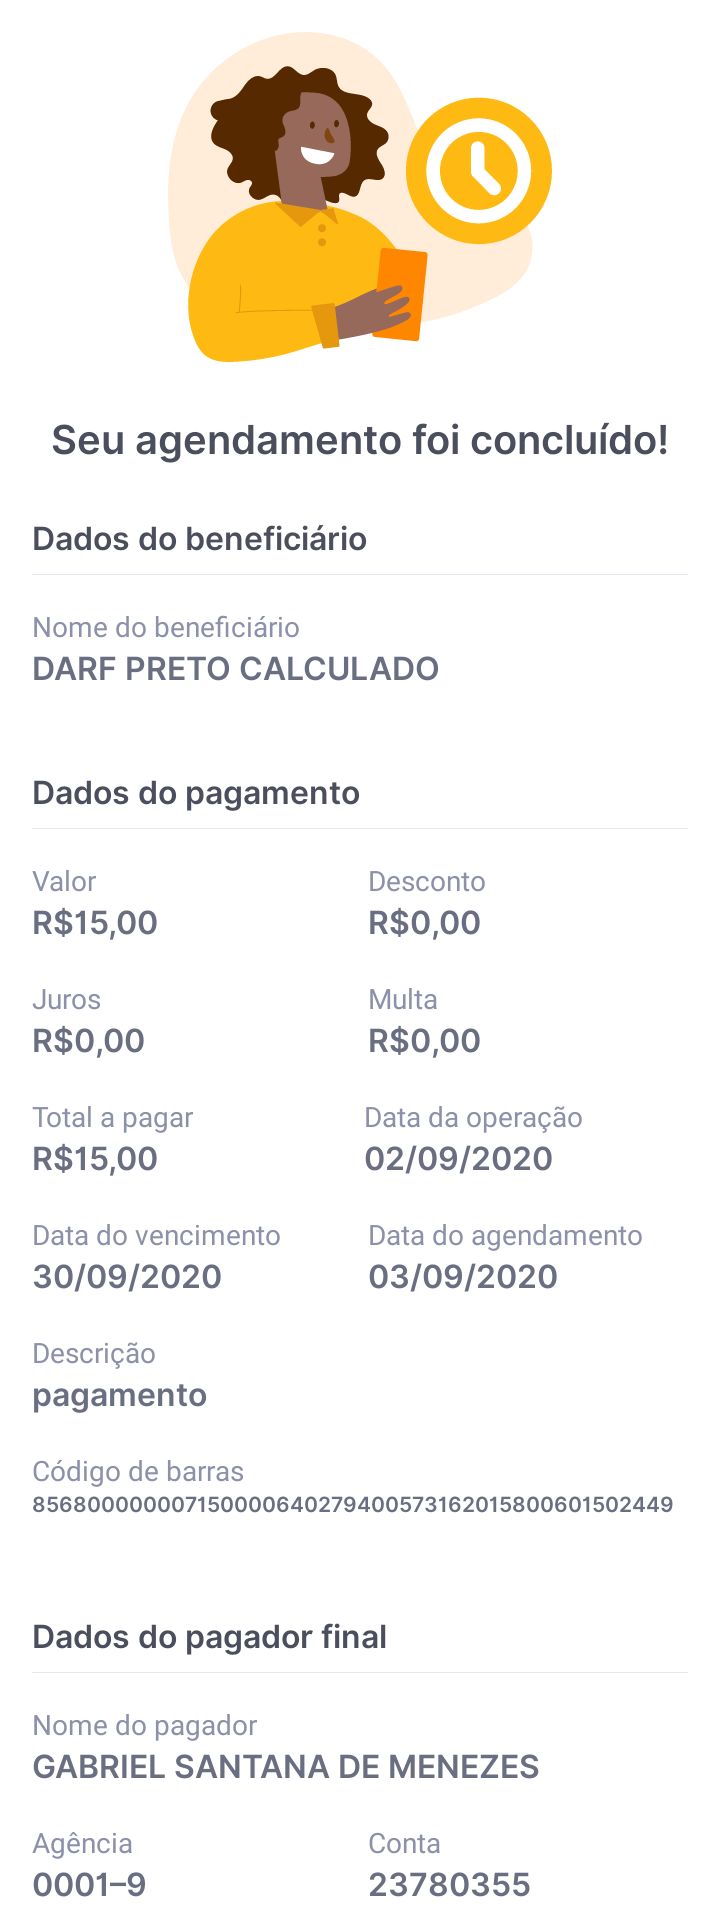 Seu agendamento foi concluído!
Dados do beneficiário
Nome do beneficiário
DARF PRETO CALCULADO
Dados do pagamento
Valor
R$15,00
Desconto
R$0,00
Juros
R$0,00
Multa
R$0,00
Total a pagar
R$15,00
Data da operação
02/09/2020
Data do vencimento
30/09/2020
Data do agendamento
03/09/2020
Descrição
pagamento
Código de barras
856800000007150000640279400573162015800601502449
Dados do pagador final
Nome do pagador
GABRIEL SANTANA DE MENEZES
Agência
0001–9
Conta
23780355